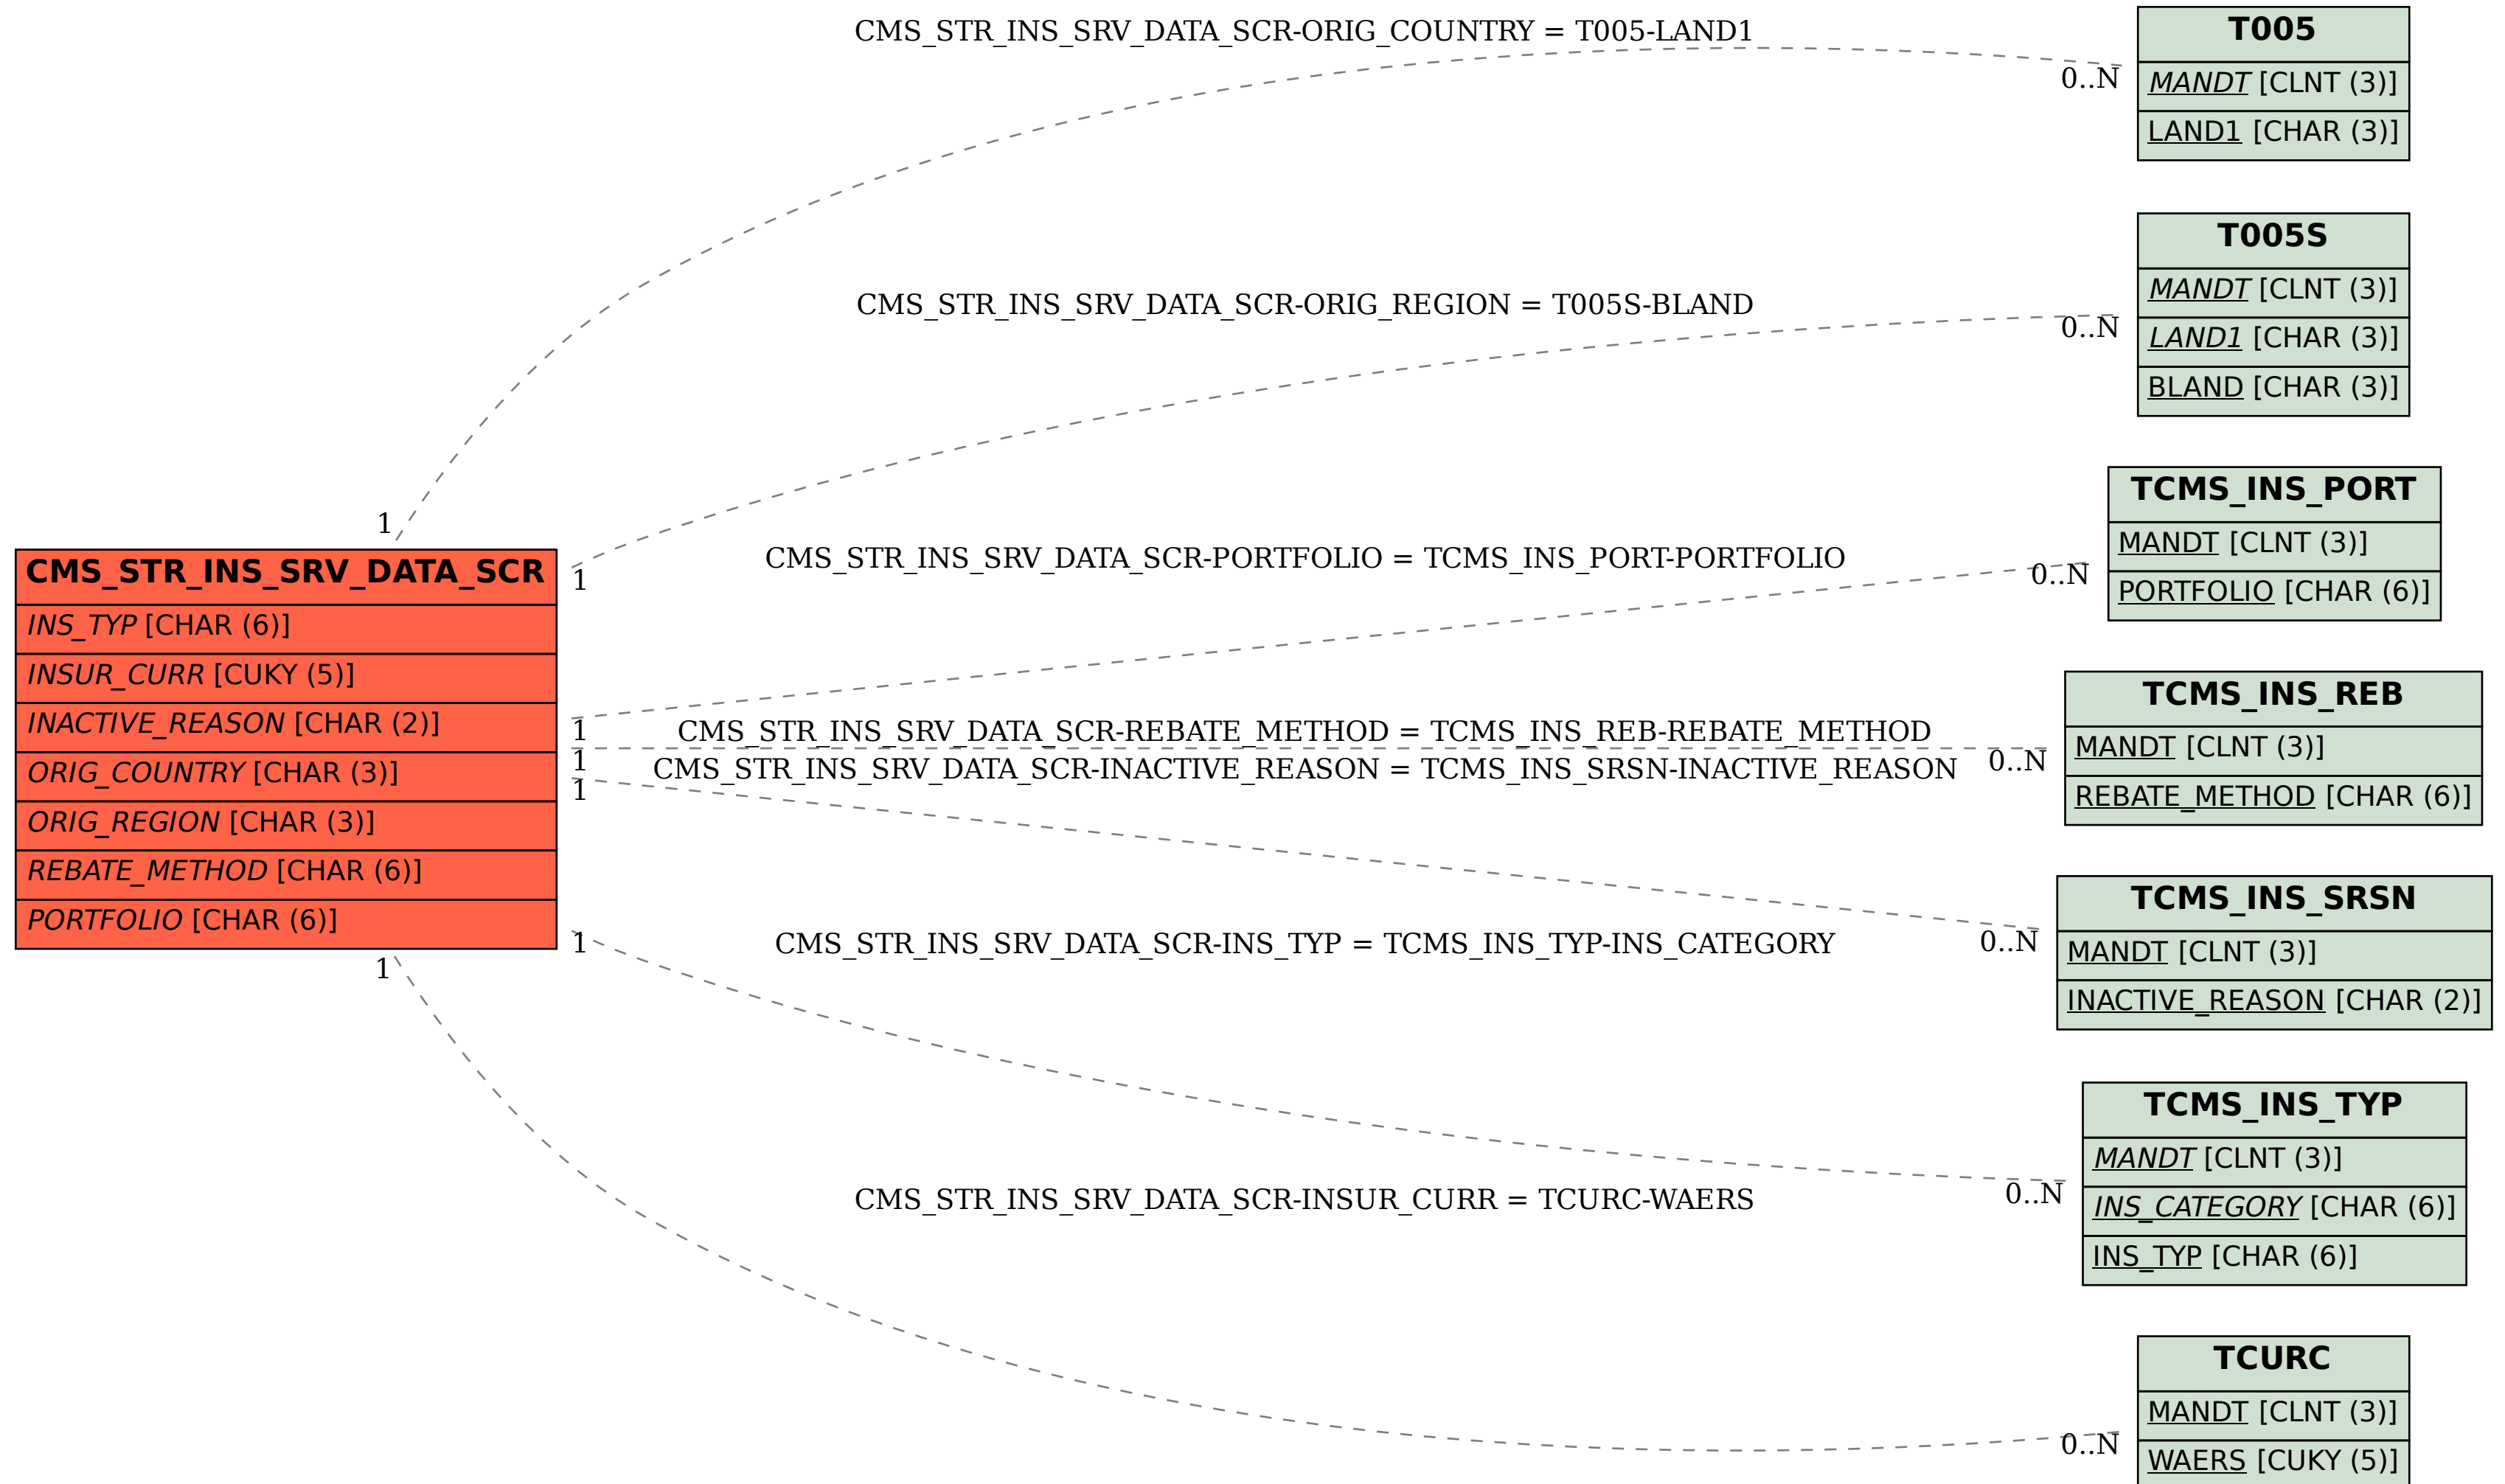 CMS_STR_INS_SRV_DATA_SCR-ORIG_COUNTRY = T005-LAND1
0..N
T005
MANDT [CLNT (3)]
LAND1 [CHAR (3)]
CMS_STR_INS_SRV_DATA_SCR-ORIG_REGION = T005S-BLAND
0..N
T005S
MANDT [CLNT (3)]
LAND1 [CHAR (3)]
BLAND [CHAR (3)]
1
1
CMS_STR_INS_SRV_DATA_SCR
INS_TYP [CHAR (6)]
INSUR_CURR [CUKY (5)]
INACTIVE_REASON [CHAR (2)]
ORIG_COUNTRY [CHAR (3)]
ORIG_REGION [CHAR (3)]
REBATE_METHOD [CHAR (6)]
PORTFOLIO [CHAR (6)]
CMS_STR_INS_SRV_DATA_SCR-PORTFOLIO = TCMS_INS_PORT-PORTFOLIO
0..N
TCMS_INS_PORT
MANDT [CLNT (3)]
PORTFOLIO [CHAR (6)]
1
CMS_STR_INS_SRV_DATA_SCR-REBATE_METHOD = TCMS_INS_REB-REBATE_METHOD
1
0..N
TCMS_INS_REB
MANDT [CLNT (3)]
REBATE_METHOD [CHAR (6)]
CMS_STR_INS_SRV_DATA_SCR-INACTIVE_REASON = TCMS_INS_SRSN-INACTIVE_REASON
1
0..N
TCMS_INS_SRSN
MANDT [CLNT (3)]
INACTIVE_REASON [CHAR (2)]
1
CMS_STR_INS_SRV_DATA_SCR-INS_TYP = TCMS_INS_TYP-INS_CATEGORY
0..N
TCMS_INS_TYP
MANDT [CLNT (3)]
INS_CATEGORY [CHAR (6)]
INS_TYP [CHAR (6)]
1
CMS_STR_INS_SRV_DATA_SCR-INSUR_CURR = TCURC-WAERS
0..N
TCURC
MANDT [CLNT (3)]
WAERS [CUKY (5)]